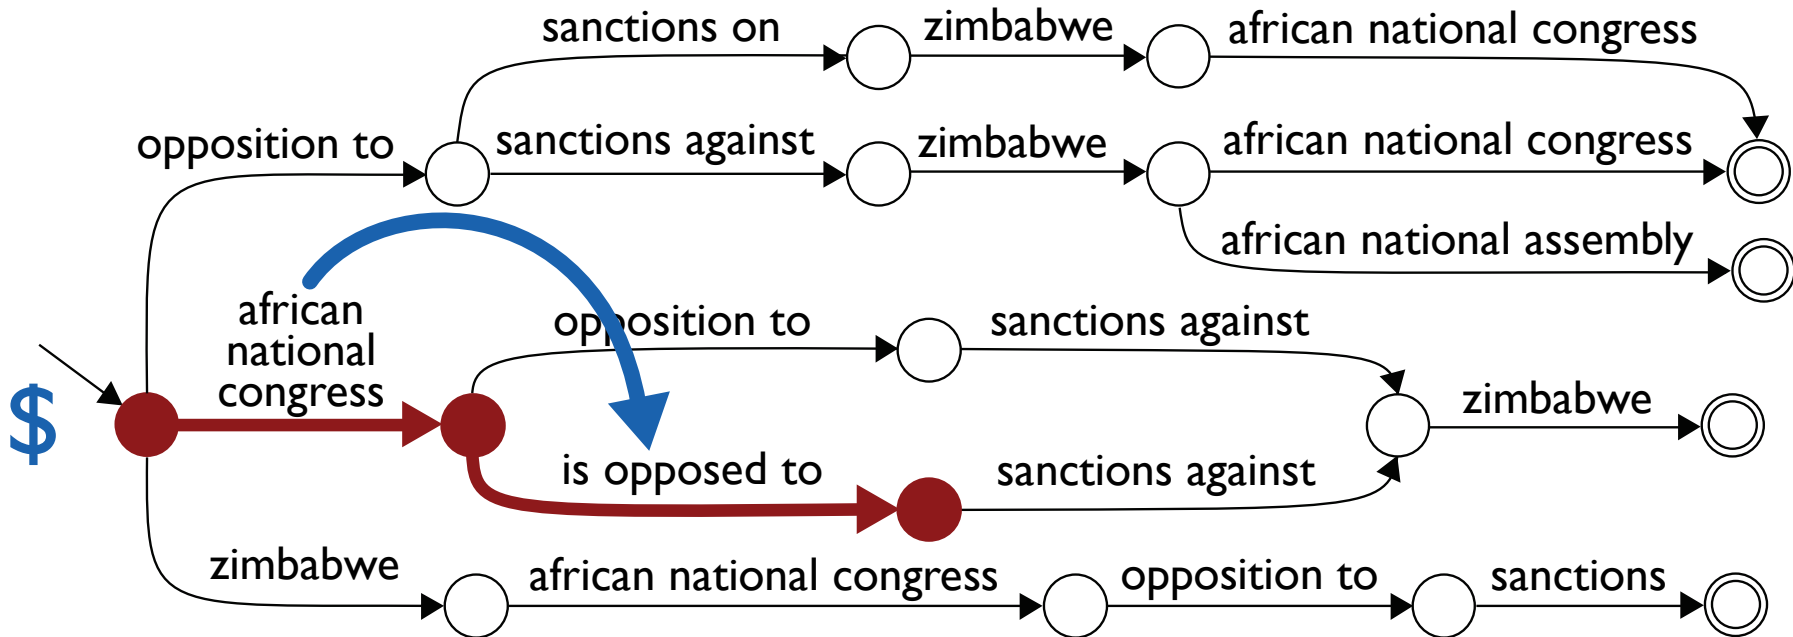 sanctions on
zimbabwe
african national congress
opposition to
sanctions against
zimbabwe
african national congress
african national assembly
african
national
congress
opposition to
sanctions against
$
zimbabwe
is opposed to
sanctions against
zimbabwe
african national congress
opposition to
sanctions